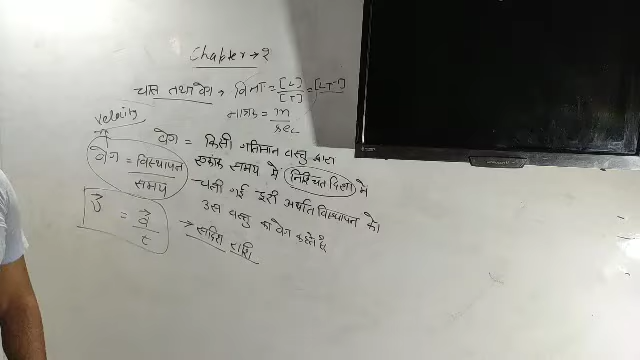 Chapter → 2
चाल तथा वेग → विमा = [L]/[T] = [LT⁻¹]
मात्रक = m/sec
velocity
वेग = विस्थापन/समय
वेग = किसी गतिमान वस्तु द्वारा
एकांक समय में निश्चित दिशा में
चली गई दूरी अर्थात विस्थापन को
उस वस्तु का वेग कहते हैं
→ सदिश राशि
v⃗ = d⃗/t